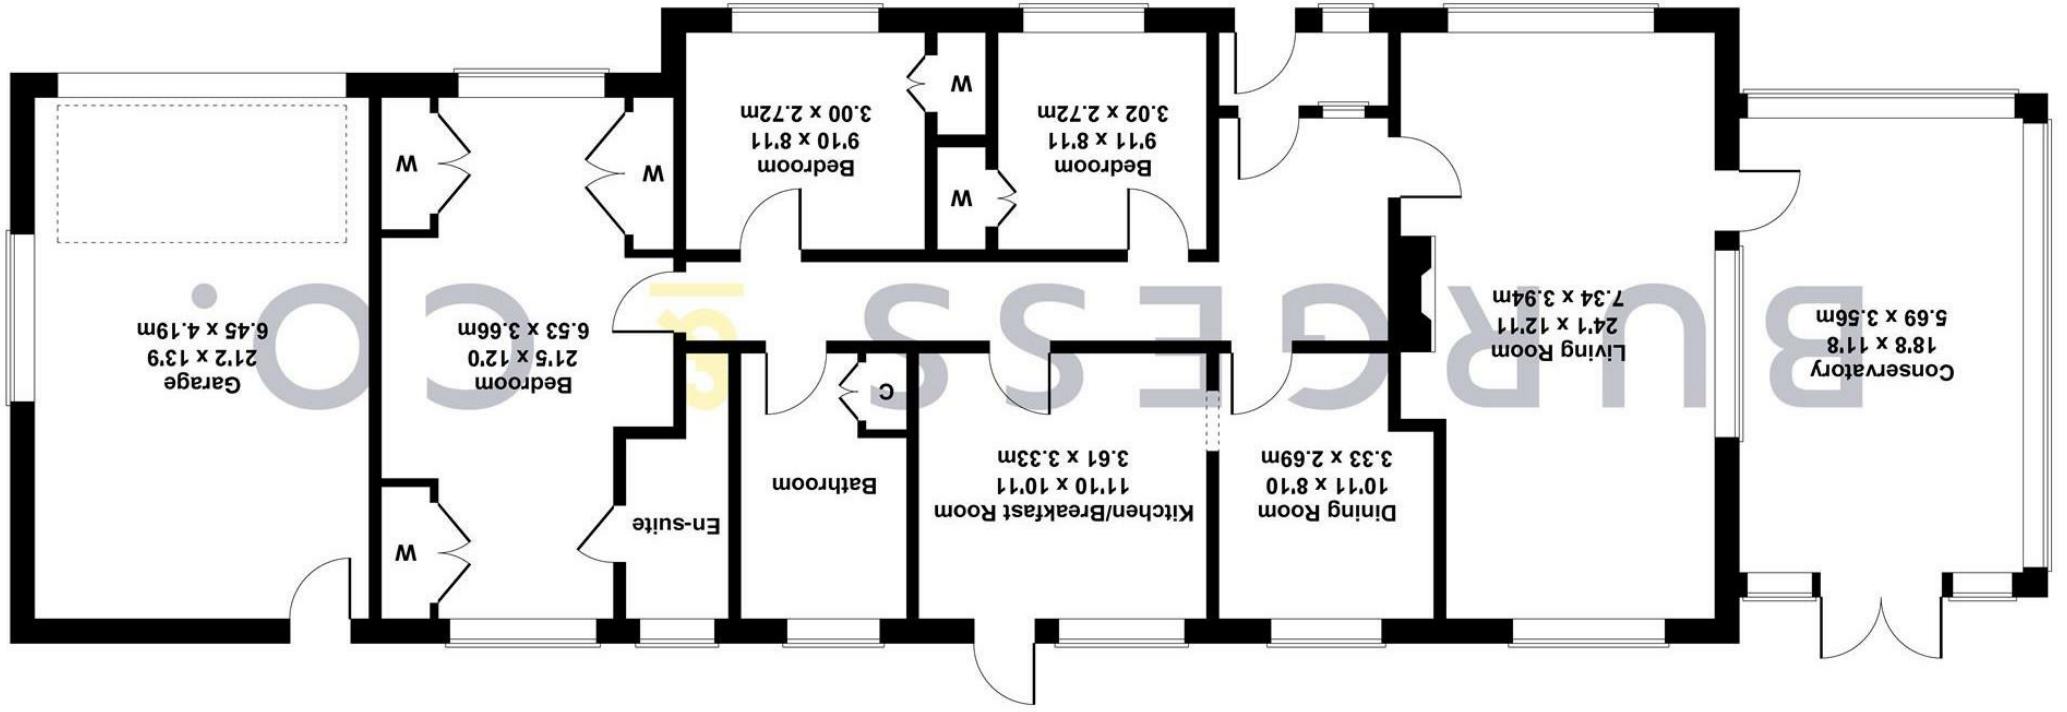 Conservatory
18'8 x 11'8
5.69 x 3.56m
Living Room
24'1 x 12'11
7.34 x 3.94m
Dining Room
10'11 x 8'10
3.33 x 2.69m
Kitchen/Breakfast Room
11'10 x 10'11
3.61 x 3.33m
Bathroom
C
En-suite
W
Bedroom
21'5 x 12'0
6.53 x 3.66m
Garage
21'2 x 13'9
6.45 x 4.19m
BURGESS & CO.
Bedroom
9'11 x 8'11
3.02 x 2.72m
W
W
Bedroom
9'10 x 8'11
3.00 x 2.72m
W
W